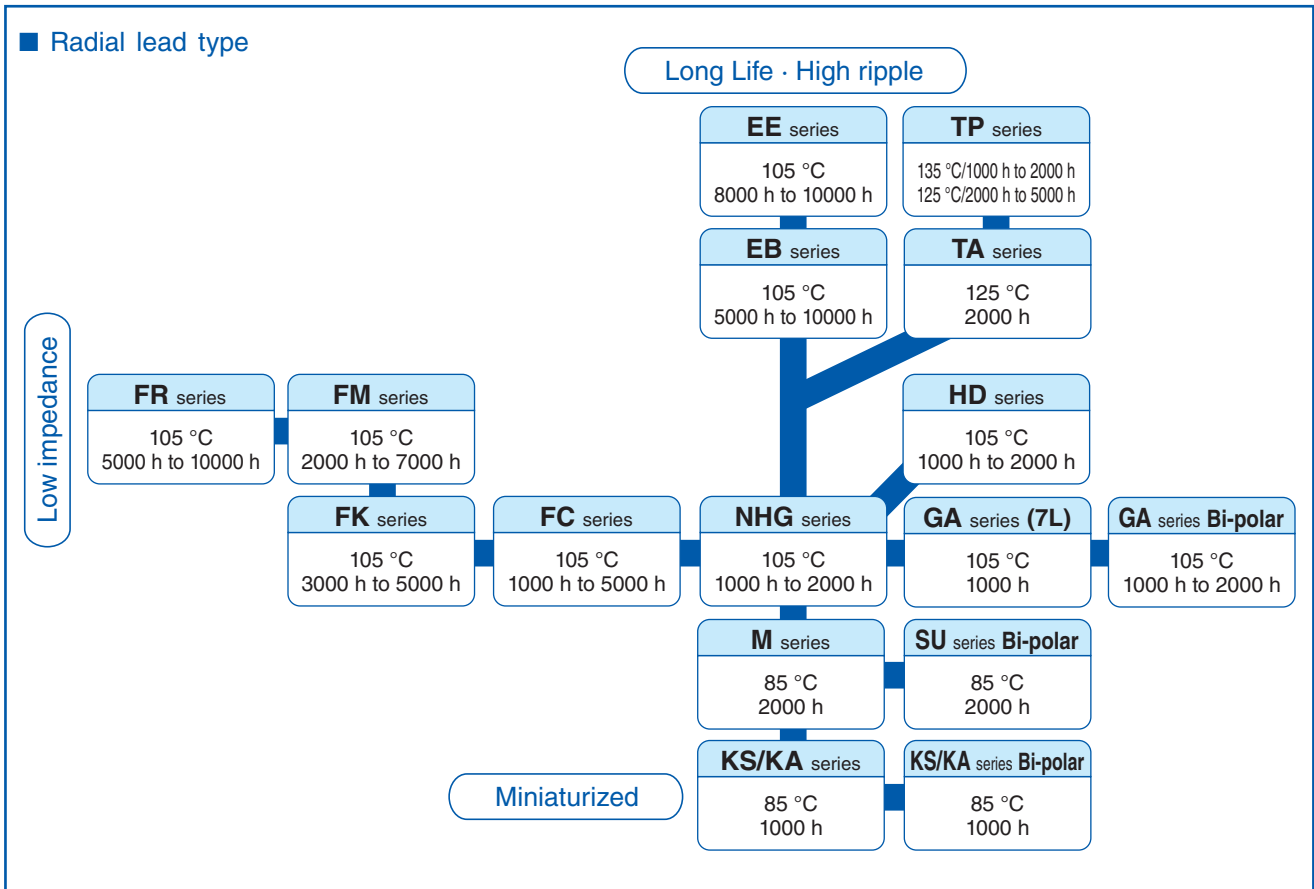 ■ Radial lead type
Long Life · High ripple
EE series
105 °C
8000 h to 10000 h
TP series
135 °C/1000 h to 2000 h
125 °C/2000 h to 5000 h
EB series
105 °C
5000 h to 10000 h
TA series
125 °C
2000 h
Low impedance
FR series
105 °C
5000 h to 10000 h
FM series
105 °C
2000 h to 7000 h
HD series
105 °C
1000 h to 2000 h
FK series
105 °C
3000 h to 5000 h
FC series
105 °C
1000 h to 5000 h
NHG series
105 °C
1000 h to 2000 h
GA series (7L)
105 °C
1000 h
GA series Bi-polar
105 °C
1000 h to 2000 h
M series
85 °C
2000 h
SU series Bi-polar
85 °C
2000 h
Miniaturized
KS/KA series
85 °C
1000 h
KS/KA series Bi-polar
85 °C
1000 h